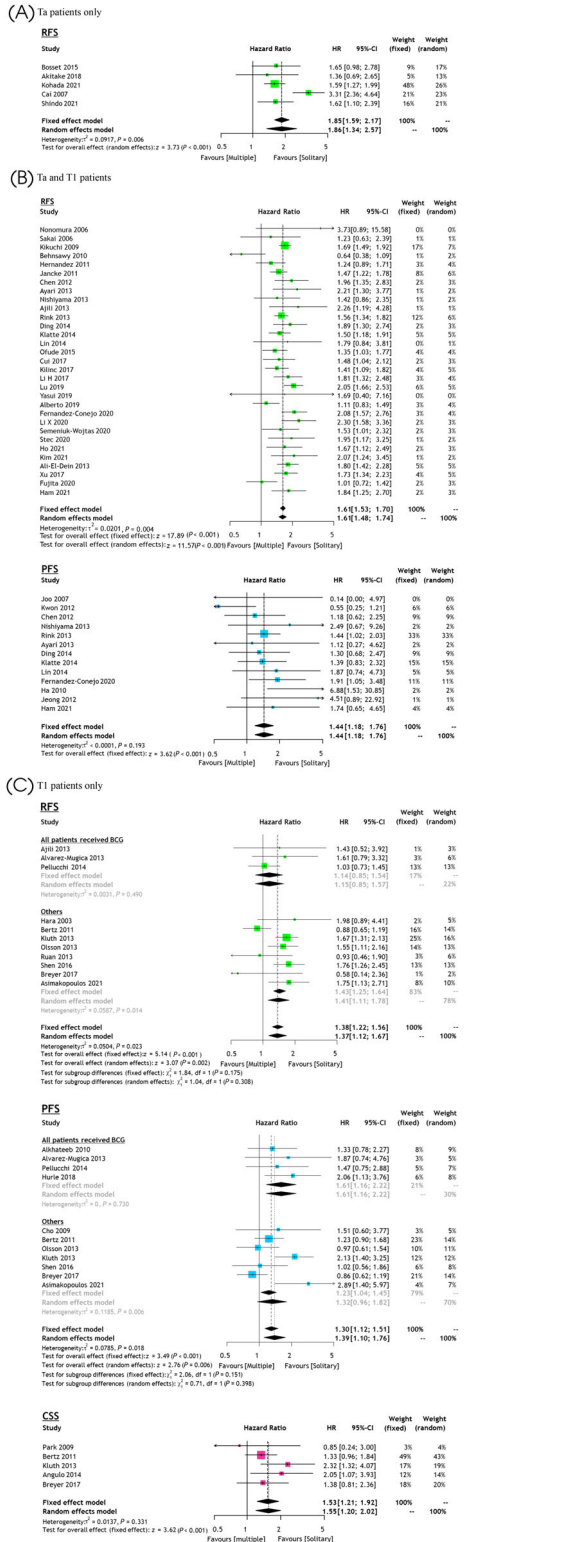 (A) Ta patients only
RFS
Study Hazard Ratio HR 95%-CI Weight (fixed) Weight (random)
Bosset 2015 1.65 [0.98; 2.78] 9% 17%
Akitake 2018 1.36 [0.69; 2.65] 5% 13%
Kohada 2021 1.59 [1.27; 1.99] 48% 26%
Cai 2007 3.31 [2.36; 4.64] 21% 23%
Shindo 2021 1.62 [1.10; 2.39] 16% 21%
Fixed effect model 1.85 [1.59; 2.17] 100% --
Random effects model 1.86 [1.34; 2.57] -- 100%
Heterogeneity:τ² = 0.0917, P = 0.006
Test for overall effect (random effects): z = 3.73 (P < 0.001) 0.5 1 2 5
Favours [Multiple] Favours [Solitary]
(B) Ta and T1 patients
RFS
Study Hazard Ratio HR 95%-CI Weight (fixed) Weight (random)
Nonomura 2006 3.73[0.89; 15.58] 0% 0%
Sakai 2006 1.23 [0.63; 2.39] 1% 1%
Kikuchi 2009 1.69 [1.49; 1.92] 17% 7%
Behnsawy 2010 0.64 [0.38; 1.09] 1% 2%
Hernandez 2011 1.24 [0.89; 1.71] 3% 4%
Jancke 2011 1.47 [1.22; 1.78] 8% 6%
Chen 2012 1.96 [1.35; 2.83] 2% 3%
Ayari 2013 2.21 [1.30; 3.77] 1% 2%
Nishiyama 2013 1.42 [0.86; 2.35] 1% 2%
Ajili 2013 2.26 [1.19; 4.28] 1% 1%
Rink 2013 1.56 [1.34; 1.82] 12% 6%
Ding 2014 1.89 [1.30; 2.74] 2% 3%
Klatte 2014 1.50 [1.18; 1.91] 5% 5%
Lin 2014 1.79 [0.84; 3.81] 0% 1%
Ofude 2015 1.35 [1.03; 1.77] 4% 4%
Cui 2017 1.48 [1.04; 2.12] 2% 3%
Kilinc 2017 1.41 [1.09; 1.82] 4% 5%
Li H 2017 1.81 [1.32; 2.48] 3% 4%
Lu 2019 2.05 [1.66; 2.53] 6% 5%
Yasui 2019 1.69 [0.40; 7.16] 0% 0%
Alberto 2019 1.11 [0.83; 1.49] 3% 4%
Fernandez-Conejo 2020 2.08 [1.57; 2.76] 3% 4%
Li X 2020 2.30 [1.58; 3.36] 2% 3%
Semeniuk-Wojtas 2020 1.53 [1.01; 2.32] 2% 3%
Stec 2020 1.95 [1.17; 3.25] 1% 2%
Ho 2021 1.67 [1.12; 2.49] 2% 3%
Kim 2021 2.07 [1.24; 3.45] 1% 2%
Ali-El-Dein 2013 1.80 [1.42; 2.28] 5% 5%
Xu 2017 1.73 [1.34; 2.23] 4% 5%
Fujita 2020 1.01 [0.72; 1.42] 2% 3%
Ham 2021 1.84 [1.25; 2.70] 2% 3%
Fixed effect model 1.61[1.53; 1.70] 100% --
Random effects model 1.61[1.48; 1.74] -- 100%
Heterogeneity:τ² = 0.0201, P = 0.004
Test for overall effect (fixed effect): z = 17.89 (P < 0.001) 0.5 1 2 5
Test for overall effect (random effects): z = 11.57(P < 0.001) Favours [Multiple] Favours [Solitary]
PFS
Study Hazard Ratio HR 95%-CI Weight (fixed) Weight (random)
Joo 2007 0.14 [0.00; 4.97] 0% 0%
Kwon 2012 0.55 [0.25; 1.21] 6% 6%
Chen 2012 1.18 [0.62; 2.25] 9% 9%
Nishiyama 2013 2.49 [0.67; 9.26] 2% 2%
Rink 2013 1.44 [1.02; 2.03] 33% 33%
Ayari 2013 1.12 [0.27; 4.62] 2% 2%
Ding 2014 1.30 [0.68; 2.47] 9% 9%
Klatte 2014 1.39 [0.83; 2.32] 15% 15%
Lin 2014 1.87 [0.74; 4.73] 5% 5%
Fernandez-Conejo 2020 1.91 [1.05; 3.48] 11% 11%
Ha 2010 6.88[1.53; 30.85] 2% 2%
Jeong 2012 4.51[0.89; 22.92] 1% 1%
Ham 2021 1.74 [0.65; 4.65] 4% 4%
Fixed effect model 1.44 [1.18; 1.76] 100% --
Random effects model 1.44 [1.18; 1.76] -- 100%
Heterogeneity:τ² < 0.0001, P = 0.193
Test for overall effect (fixed effect): z = 3.62 (P < 0.001) 0.5 1 2 5
Favours [Multiple] Favours [Solitary]
(C) T1 patients only
RFS
Study Hazard Ratio HR 95%-CI Weight (fixed) Weight (random)
All patients received BCG
Ajili 2013 1.43 [0.52; 3.92] 1% 3%
Alvarez-Mugica 2013 1.61 [0.79; 3.32] 3% 6%
Pellucchi 2014 1.03 [0.73; 1.45] 13% 13%
Fixed effect model 1.14 [0.85; 1.54] 17% --
Random effects model 1.15 [0.85; 1.57] -- 22%
Heterogeneity:τ² = 0.0031, P = 0.490
Others
Hara 2003 1.98 [0.89; 4.41] 2% 5%
Bertz 2011 0.88 [0.65; 1.19] 16% 14%
Kluth 2013 1.67 [1.31; 2.13] 25% 16%
Olsson 2013 1.55 [1.11; 2.16] 14% 13%
Ruan 2013 0.93 [0.46; 1.90] 3% 6%
Shen 2016 1.76 [1.26; 2.45] 13% 13%
Breyer 2017 0.58 [0.14; 2.36] 1% 2%
Asimakopoulos 2021 1.75 [1.13; 2.71] 8% 10%
Fixed effect model 1.43 [1.25; 1.64] 83% --
Random effects model 1.41 [1.11; 1.78] -- 78%
Heterogeneity:τ² = 0.0587, P = 0.014
Fixed effect model 1.38 [1.22; 1.56] 100% --
Random effects model 1.37 [1.12; 1.67] -- 100%
Heterogeneity:τ² = 0.0504, P = 0.023
Test for overall effect (fixed effect):z = 5.14 ( P < 0.001) 0.5 1 2 5
Test for overall effect (random effects): z = 3.07 (P = 0.002) Favours [Multiple] Favours [Solitary]
Test for subgroup differences (fixed effect): χ₁² = 1.84, df = 1 (P = 0.175)
Test for subgroup differences (random effects): χ₁² = 1.04, df = 1 (P = 0.308)
PFS
Study Hazard Ratio HR 95%-CI Weight (fixed) Weight (random)
All patients received BCG
Alkhateeb 2010 1.33 [0.78; 2.27] 8% 9%
Alvarez-Mugica 2013 1.87 [0.74; 4.76] 3% 5%
Pellucchi 2014 1.47 [0.75; 2.88] 5% 7%
Hurle 2018 2.06 [1.13; 3.76] 6% 8%
Fixed effect model 1.61 [1.16; 2.22] 21% --
Random effects model 1.61 [1.16; 2.22] -- 30%
Heterogeneity:τ² = 0, P = 0.730
Others
Cho 2009 1.51 [0.60; 3.77] 3% 5%
Bertz 2011 1.23 [0.90; 1.68] 23% 14%
Olsson 2013 0.97 [0.61; 1.54] 10% 11%
Kluth 2013 2.13 [1.40; 3.25] 12% 12%
Shen 2016 1.02 [0.56; 1.86] 6% 8%
Breyer 2017 0.86 [0.62; 1.19] 21% 14%
Asimakopoulos 2021 2.89 [1.40; 5.97] 4% 7%
Fixed effect model 1.23 [1.04; 1.45] 79% --
Random effects model 1.32 [0.96; 1.82] -- 70%
Heterogeneity:τ² = 0.1185, P = 0.006
Fixed effect model 1.30 [1.12; 1.51] 100% --
Random effects model 1.39 [1.10; 1.76] -- 100%
Heterogeneity:τ² = 0.0785, P = 0.018
Test for overall effect (fixed effect): z = 3.49 (P < 0.001) 0.5 1 2 5
Test for overall effect (random effects): z = 2.76 (P = 0.006) Favours [Multiple] Favours [Solitary]
Test for subgroup differences (fixed effect): χ₁² = 2.06, df = 1 (P = 0.151)
Test for subgroup differences (random effects): χ₁² = 0.71, df = 1 (P = 0.398)
CSS
Study Hazard Ratio HR 95%-CI Weight (fixed) Weight (random)
Park 2009 0.85 [0.24; 3.00] 3% 4%
Bertz 2011 1.33 [0.96; 1.84] 49% 43%
Kluth 2013 2.32 [1.32; 4.07] 17% 19%
Angulo 2014 2.05 [1.07; 3.93] 12% 14%
Breyer 2017 1.38 [0.81; 2.36] 18% 20%
Fixed effect model 1.53 [1.21; 1.92] 100% --
Random effects model 1.55 [1.20; 2.02] -- 100%
Heterogeneity:τ² = 0.0137, P = 0.331
Test for overall effect (fixed effect): z = 3.62 (P < 0.001) 0.5 1 2 5
Favours [multiple] Favours [Solitary]